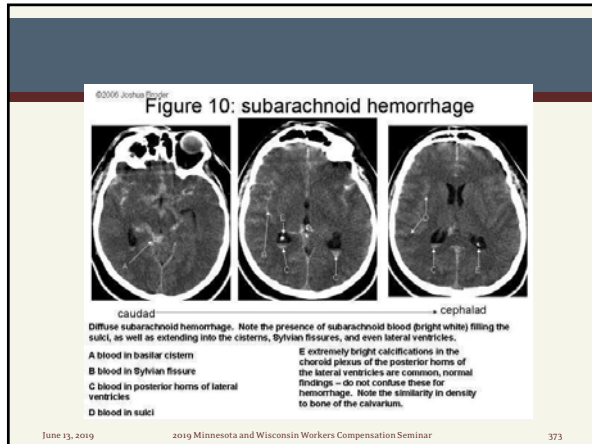 ©2006 Joshua Broder
Figure 10: subarachnoid hemorrhage
A
B
C
E
C
D
C
E
caudad
cephalad
Diffuse subarachnoid hemorrhage. Note the presence of subarachnoid blood (bright white) filling the
sulci, as well as extending into the cisterns, Sylvian fissures, and even lateral ventricles.
A blood in basilar cistern
B blood in Sylvian fissure
C blood in posterior horns of lateral
ventricles
D blood in sulci
E extremely bright calcifications in the
choroid plexus of the posterior horns of
the lateral ventricles are common, normal
findings – do not confuse these for
hemorrhage. Note the similarity in density
to bone of the calvarium.
June 13, 2019
2019 Minnesota and Wisconsin Workers Compensation Seminar
373